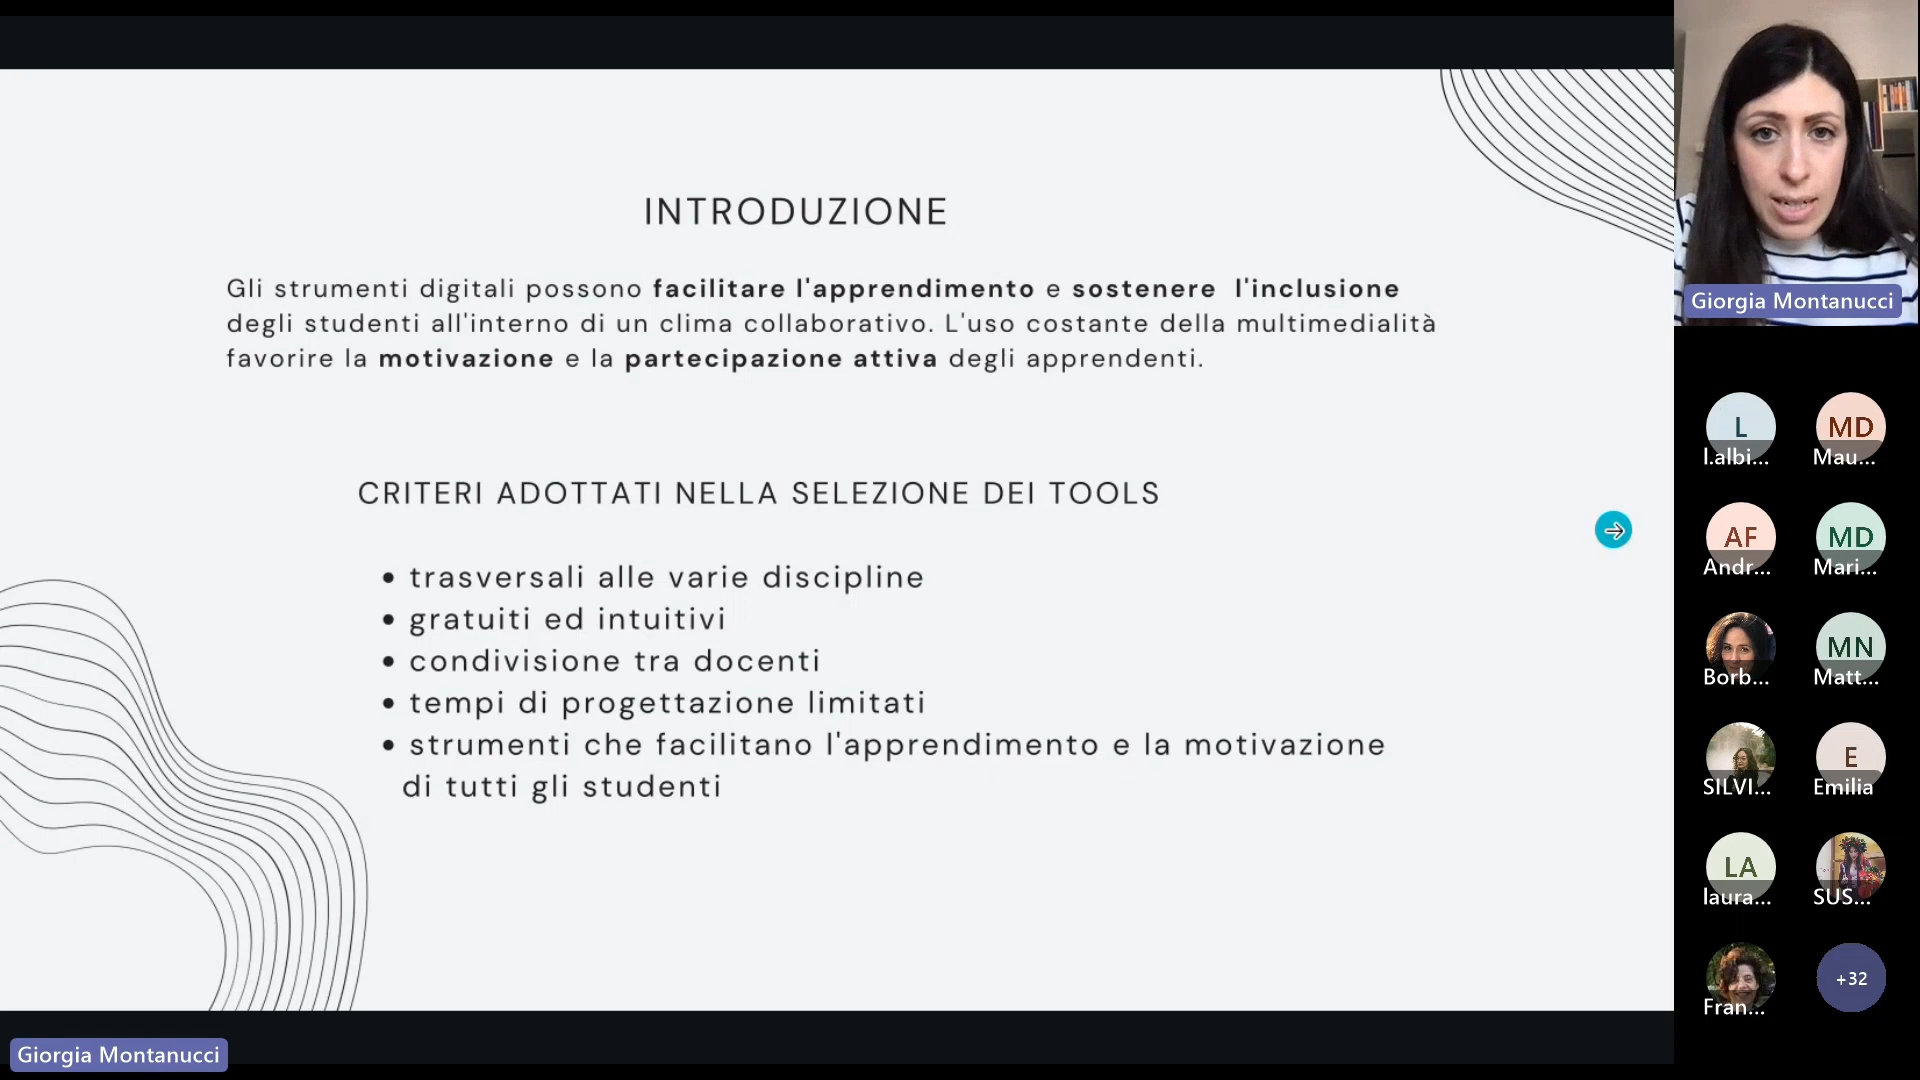 INTRODUZIONE
Gli strumenti digitali possono facilitare l'apprendimento e sostenere l'inclusione
degli studenti all'interno di un clima collaborativo. L'uso costante della multimedialità
favorire la motivazione e la partecipazione attiva degli apprendenti.
CRITERI ADOTTATI NELLA SELEZIONE DEI TOOLS
• trasversali alle varie discipline
• gratuiti ed intuitivi
• condivisione tra docenti
• tempi di progettazione limitati
• strumenti che facilitano l'apprendimento e la motivazione
di tutti gli studenti
Giorgia Montanucci
Giorgia Montanucci
L
l.albi...
MD
Mau...
AF
Andr...
MD
Mari...
Borb...
MN
Matt...
SILVI...
E
Emilia
LA
laura...
SUS...
Fran...
+32